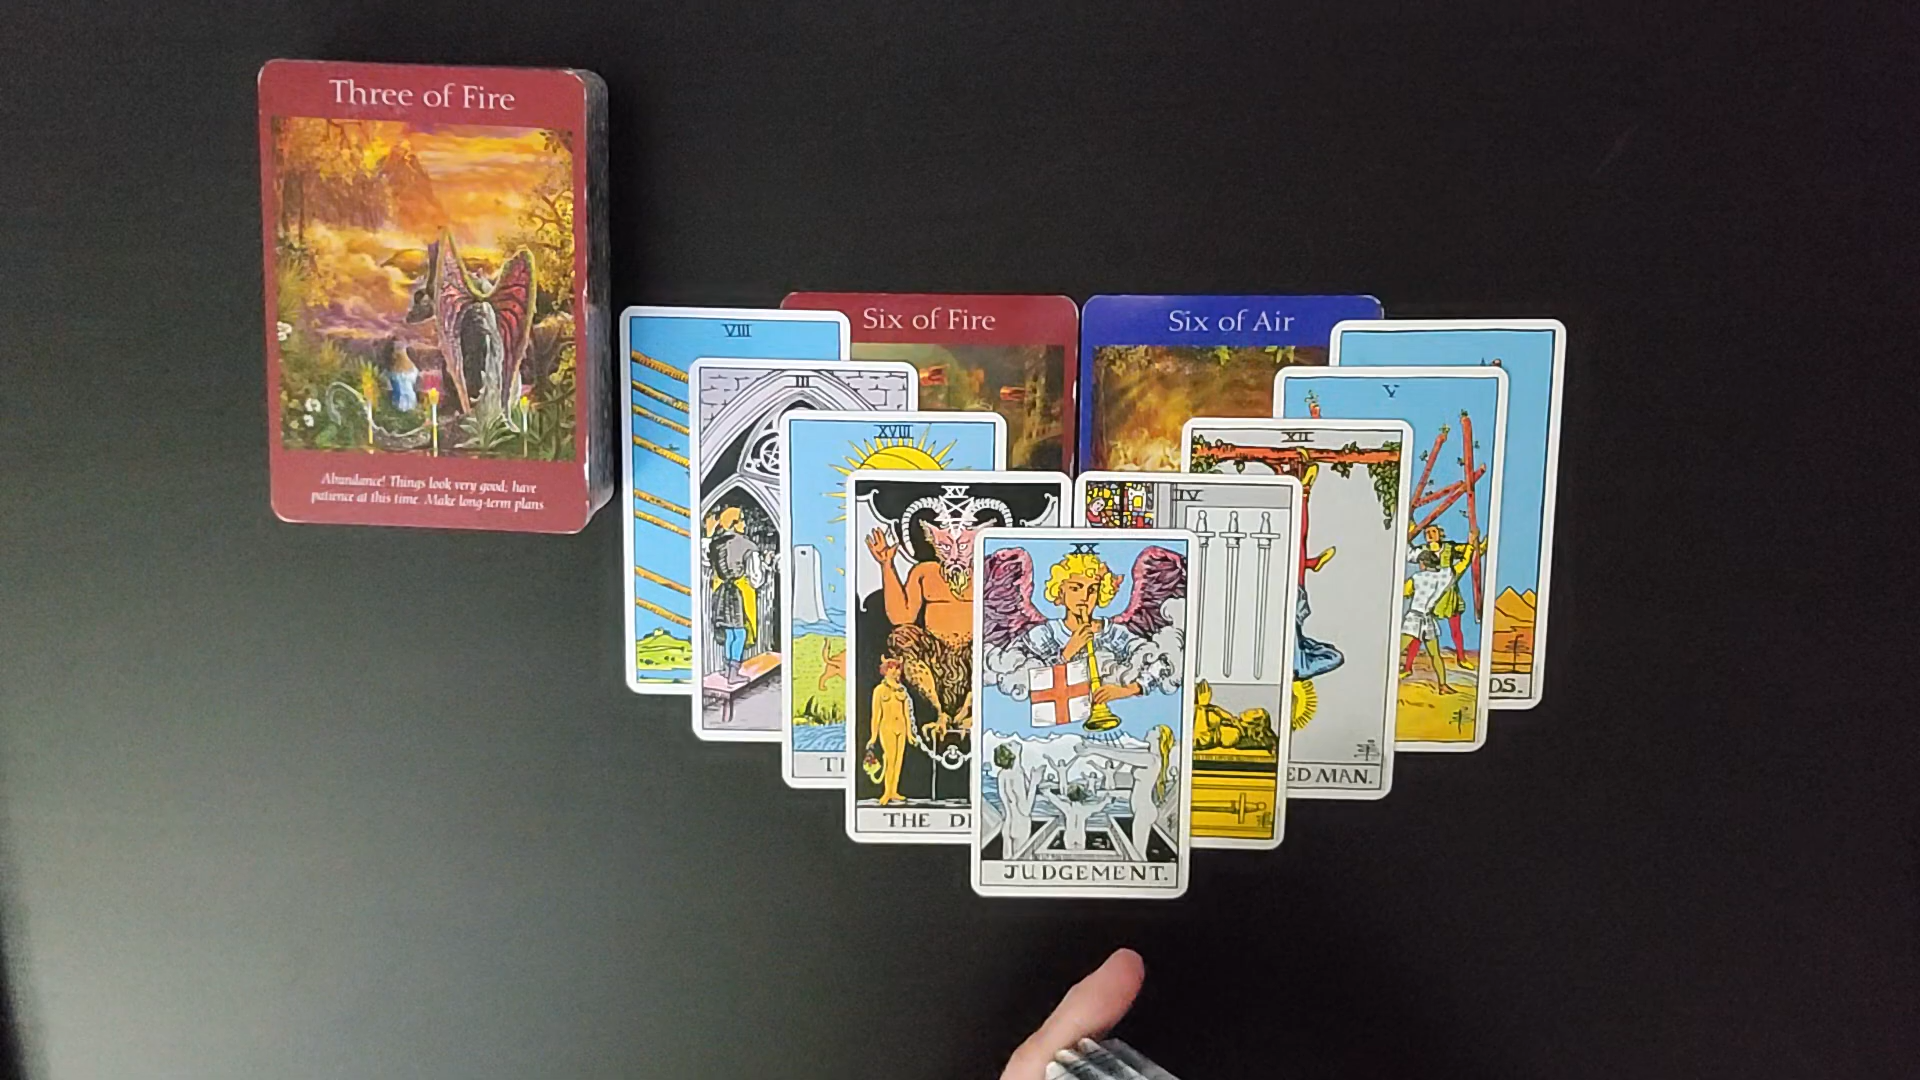 Three of Fire
Abundance! Things look very good; have
patience at this time. Make long-term plans.
Six of Fire
Six of Air
VIII
III
XVIII
XV
THE D
XX
JUDGEMENT.
IV
XII
ED MAN.
V
DS.